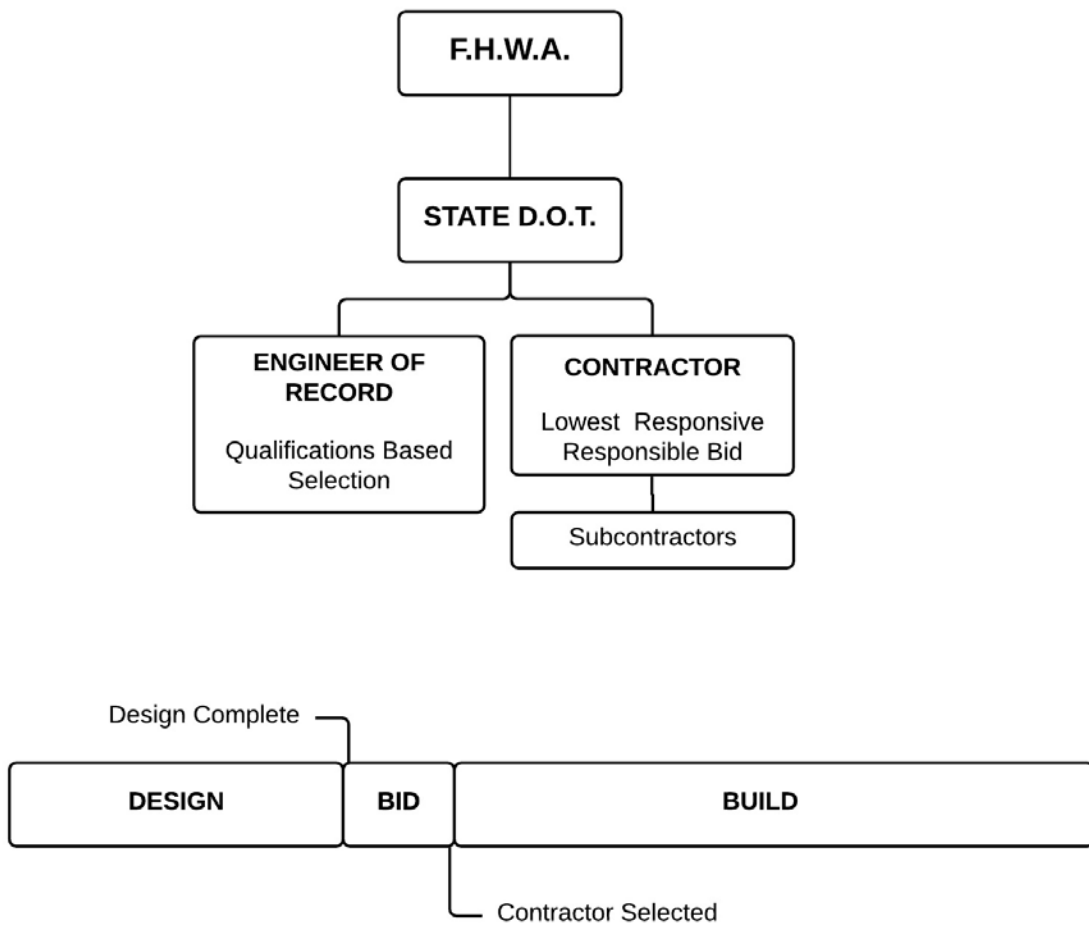 F.H.W.A.
STATE D.O.T.
ENGINEER OF
RECORD
Qualifications Based
Selection
CONTRACTOR
Lowest Responsive
Responsible Bid
Subcontractors
Design Complete
DESIGN
BID
BUILD
Contractor Selected